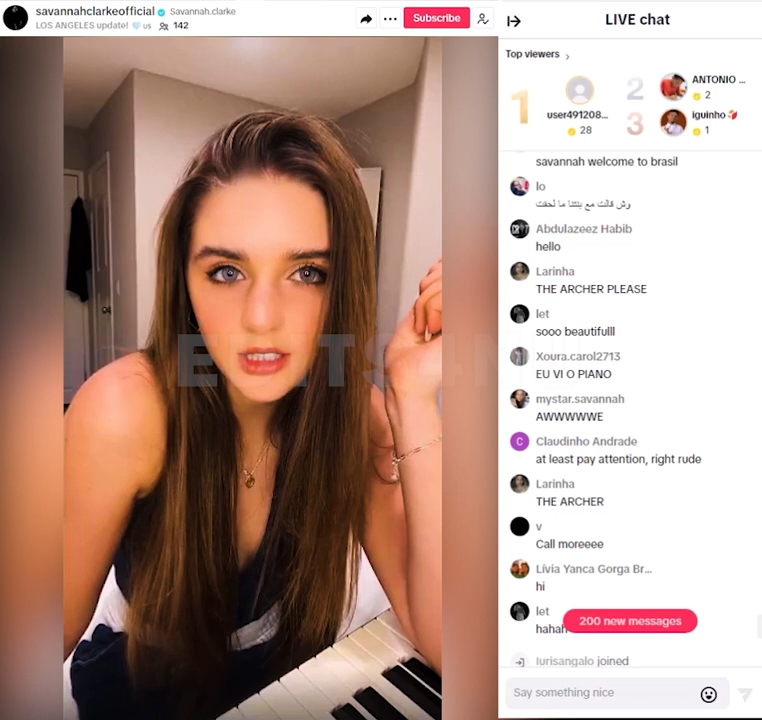 savannahclarkeofficial Savannah.clarke
LOS ANGELES update! 🩵 us 142
Subscribe
LIVE chat
Top viewers
1
user491208...
28
2
ANTONIO ...
2
3
iguinho
1
savannah welcome to brasil
lo
وش قالت مع بنتنا ما لحقت
Abdulazeez Habib
hello
Larinha
THE ARCHER PLEASE
let
sooo beautifulll
Xoura.carol2713
EU VI O PIANO
mystar.savannah
AWWWWWE
C
Claudinho Andrade
at least pay attention, right rude
Larinha
THE ARCHER
v
Call moreeee
Lívia Yanca Gorga Br...
hi
let
hahah
200 new messages
iurisangalo joined
Say something nice